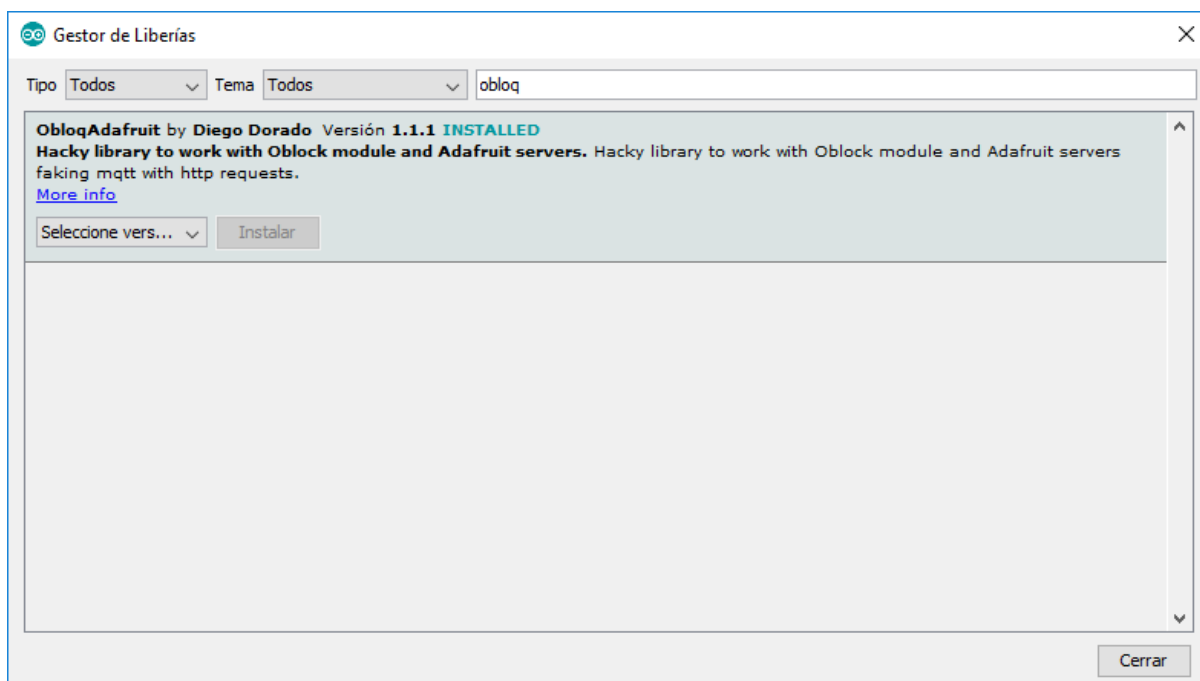 Gestor de Liberías
Tipo Todos Tema Todos obloq
ObloqAdafruit by Diego Dorado Versión 1.1.1 INSTALLED
Hacky library to work with Oblock module and Adafruit servers. Hacky library to work with Oblock module and Adafruit servers
faking mqtt with http requests.
More info
Seleccione vers... Instalar
Cerrar